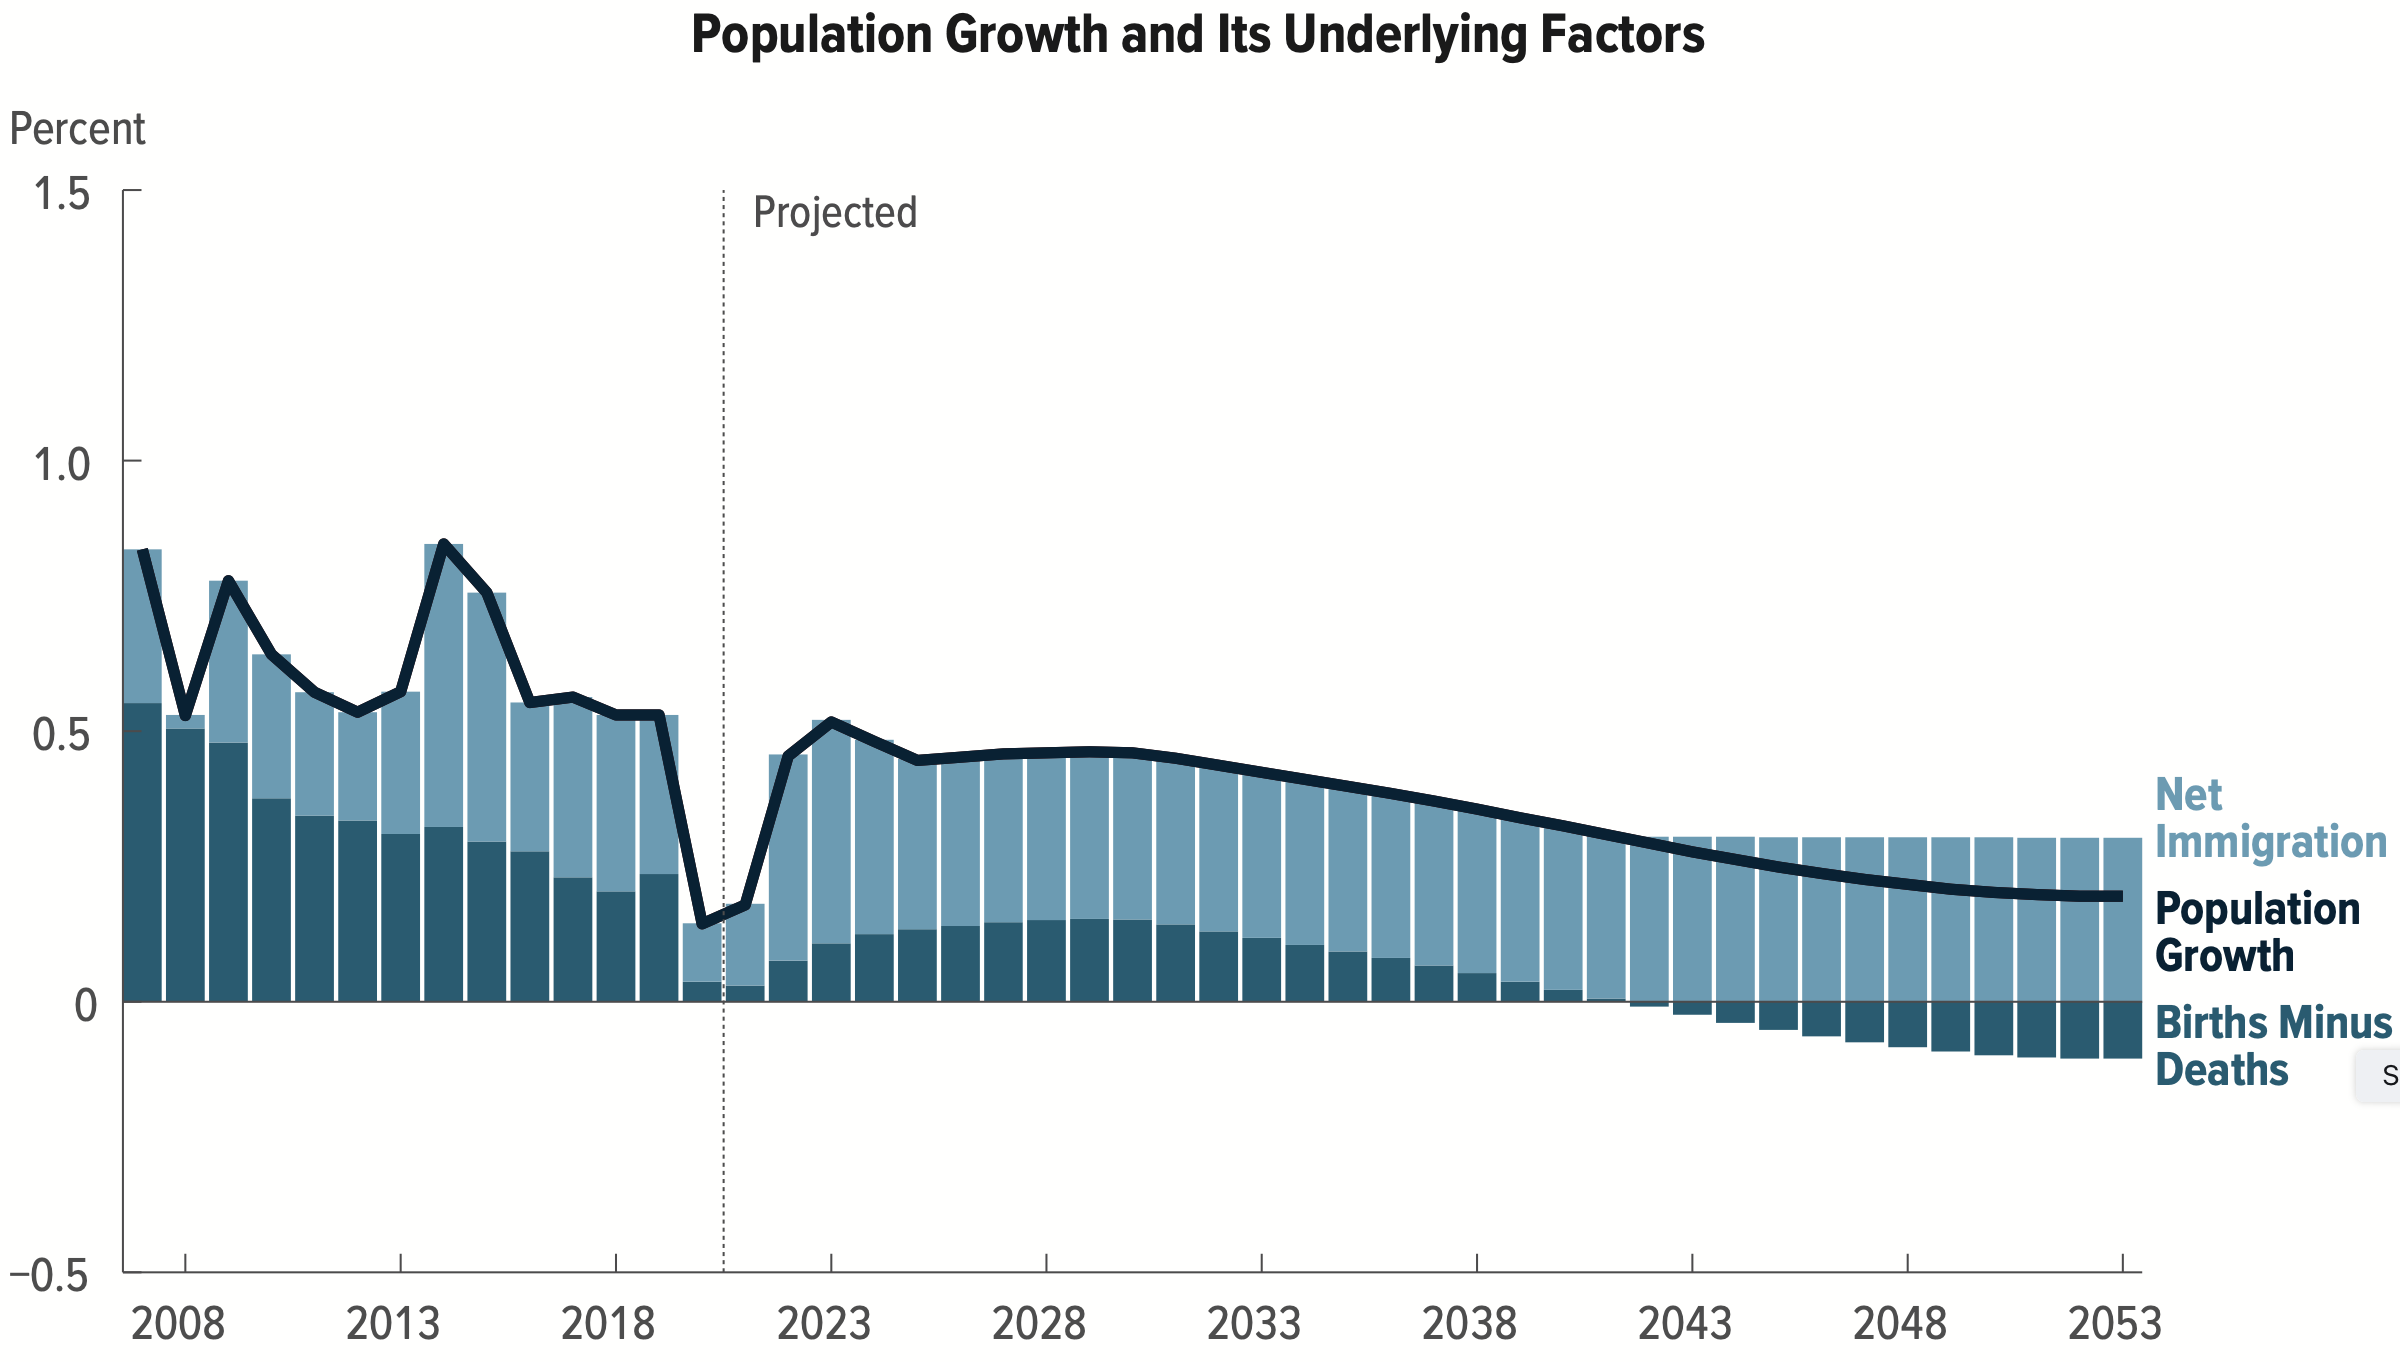 Population Growth and Its Underlying Factors
Percent
1.5
Projected
1.0
0.5
0
−0.5
Net
Immigration
Population
Growth
Births Minus
Deaths
S
2008 2013 2018 2023 2028 2033 2038 2043 2048 2053